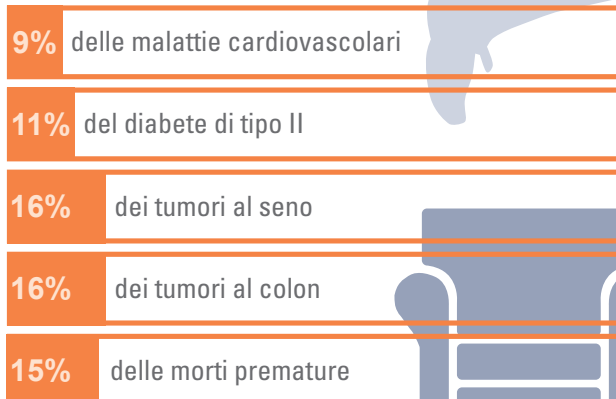 9% delle malattie cardiovascolari
11% del diabete di tipo II
16% dei tumori al seno
16% dei tumori al colon
15% delle morti premature